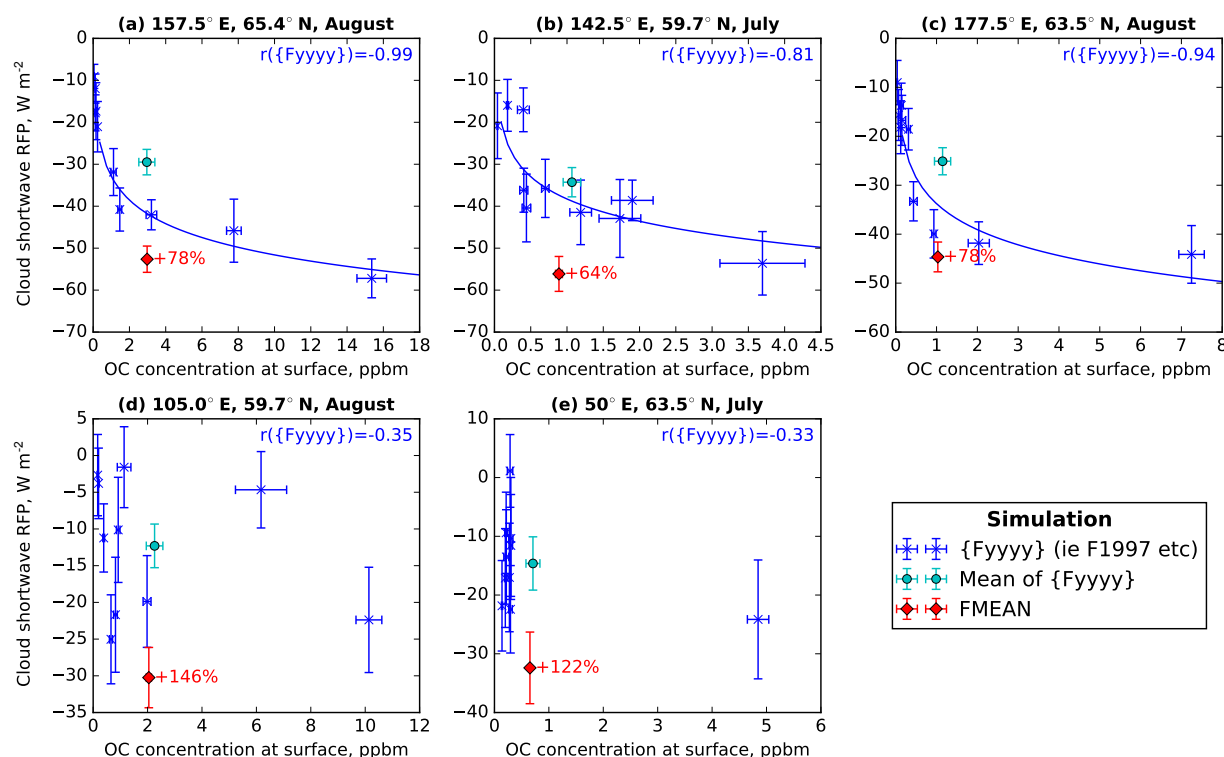 (a) 157.5° E, 65.4° N, August
r({Fyyyy})=-0.99
+78%
Cloud shortwave RFP, W m-2
0
−10
−20
−30
−40
−50
−60
−70
0 2 4 6 8 10 12 14 16 18
OC concentration at surface, ppbm
(b) 142.5° E, 59.7° N, July
r({Fyyyy})=-0.81
+64%
0
−10
−20
−30
−40
−50
−60
−70
0.0 0.5 1.0 1.5 2.0 2.5 3.0 3.5 4.0 4.5
OC concentration at surface, ppbm
(c) 177.5° E, 63.5° N, August
r({Fyyyy})=-0.94
+78%
0
−10
−20
−30
−40
−50
−60
0 1 2 3 4 5 6 7 8
OC concentration at surface, ppbm
(d) 105.0° E, 59.7° N, August
r({Fyyyy})=-0.35
+146%
Cloud shortwave RFP, W m-2
5
0
−5
−10
−15
−20
−25
−30
−35
0 2 4 6 8 10 12
OC concentration at surface, ppbm
(e) 50° E, 63.5° N, July
r({Fyyyy})=-0.33
+122%
10
0
−10
−20
−30
−40
0 1 2 3 4 5 6
OC concentration at surface, ppbm
Simulation
{Fyyyy} (ie F1997 etc)
Mean of {Fyyyy}
FMEAN